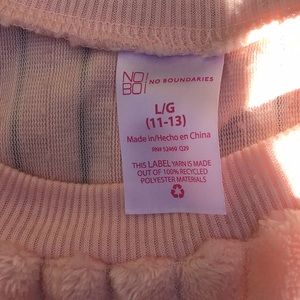 NO!
BO!
NO BOUNDARIES
L/G
(11-13)
Made in/Hecho en China
RN# 52469 Q29
THIS LABEL YARN IS MADE
OUT OF 100% RECYCLED
POLYESTER MATERIALS